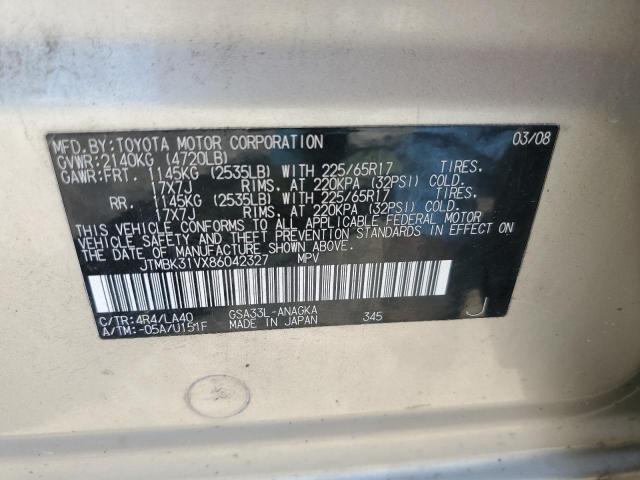 MFD.BY:TOYOTA MOTOR CORPORATION 03/08
GVWR:2140KG (4720LB)
GAWR:FRT. 1145KG (2535LB) WITH 225/65R17 TIRES.
17X7J RIMS. AT 220KPA (32PSI) COLD.
RR. 1145KG (2535LB) WITH 225/65R17 TIRES.
17X7J RIMS. AT 220KPA (32PSI) COLD.
THIS VEHICLE CONFORMS TO ALL APPLICABLE FEDERAL MOTOR
VEHICLE SAFETY AND THEFT PREVENTION STANDARDS IN EFFECT ON
THE DATE OF MANUFACTURE SHOWN ABOVE.
JTMBK31VX86042327 MPV
C/TR:4R4/LA40 GSA33L-ANAGKA 345 J
A/TM:-05A/U151F MADE IN JAPAN